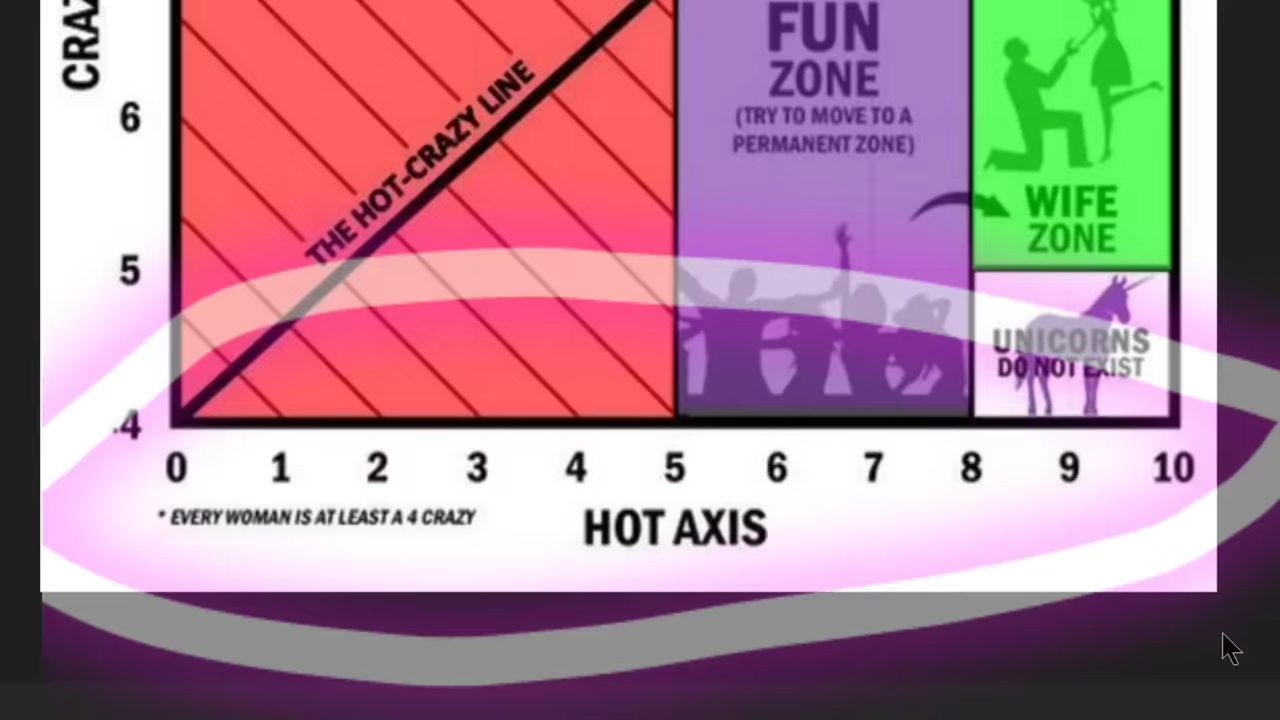 CRAZ
FUN
ZONE
(TRY TO MOVE TO A
PERMANENT ZONE)
6
THE HOT-CRAZY LINE
WIFE
ZONE
5
UNICORNS
DO NOT EXIST
4
0 1 2 3 4 5 6 7 8 9 10
* EVERY WOMAN IS AT LEAST A 4 CRAZY
HOT AXIS